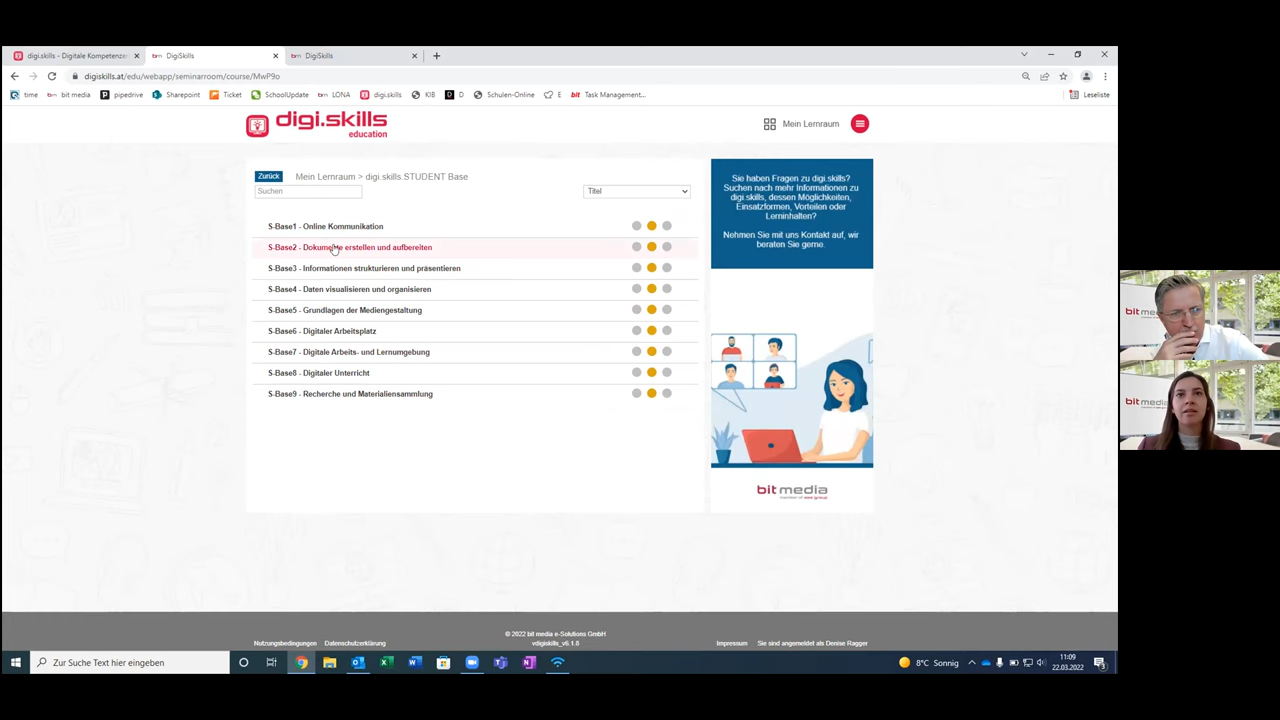 digi.skills - Digitale Kompetenzen
DigiSkills
DigiSkills
digiskills.at/edu/webapp/seminarroom/course/MwP9o
time
bit media
pipedrive
Sharepoint
Ticket
SchoolUpdate
LONA
digi.skills
KIB
D
Schulen-Online
E
Task Management...
Leseliste
digi.skills
education
Mein Lernraum
Zurück
Mein Lernraum > digi.skills.STUDENT Base
Suchen
Titel
S-Base1 - Online Kommunikation
S-Base2 - Dokumente erstellen und aufbereiten
S-Base3 - Informationen strukturieren und präsentieren
S-Base4 - Daten visualisieren und organisieren
S-Base5 - Grundlagen der Mediengestaltung
S-Base6 - Digitaler Arbeitsplatz
S-Base7 - Digitale Arbeits- und Lernumgebung
S-Base8 - Digitaler Unterricht
S-Base9 - Recherche und Materialiensammlung
Sie haben Fragen zu digi.skills?
Suchen nach mehr Informationen zu
digi.skills, dessen Möglichkeiten,
Einsatzformen, Vorteilen oder
Lerninhalten?
Nehmen Sie mit uns Kontakt auf, wir
beraten Sie gerne.
bit media
© 2022 bit media e-Solutions GmbH
vdigiskills_v6.1.8
Nutzungsbedingungen
Datenschutzerklärung
Impressum
Sie sind angemeldet als Denise Ragger
Zur Suche Text hier eingeben
8°C Sonnig
11:09
22.03.2022